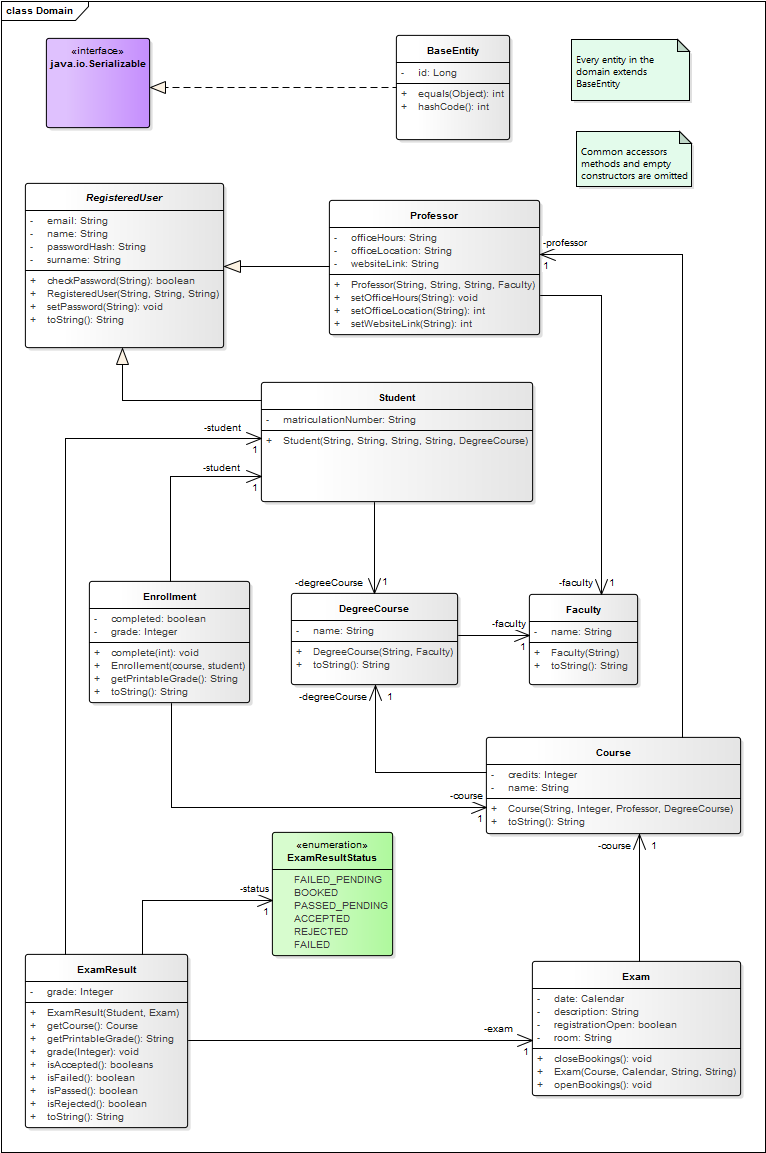 class Domain
«interface»
java.io.Serializable
BaseEntity
- id: Long
+ equals(Object): int
+ hashCode(): int
Every entity in the
domain extends
BaseEntity
Common accessors
methods and empty
constructors are omitted
RegisteredUser
- email: String
- name: String
- passwordHash: String
- surname: String
+ checkPassword(String): boolean
+ RegisteredUser(String, String, String)
+ setPassword(String): void
+ toString(): String
Professor
- officeHours: String
- officeLocation: String
- websiteLink: String
+ Professor(String, String, String, Faculty)
+ setOfficeHours(String): void
+ setOfficeLocation(String): int
+ setWebsiteLink(String): int
-professor
1
Student
- matriculationNumber: String
+ Student(String, String, String, String, DegreeCourse)
-student
1
-student
1
-degreeCourse 1
-faculty 1
Enrollment
- completed: boolean
- grade: Integer
+ complete(int): void
+ Enrollement(course, student)
+ getPrintableGrade(): String
+ toString(): String
DegreeCourse
- name: String
+ DegreeCourse(String, Faculty)
+ toString(): String
-faculty
1
Faculty
- name: String
+ Faculty(String)
+ toString(): String
-degreeCourse 1
Course
- credits: Integer
- name: String
+ Course(String, Integer, Professor, DegreeCourse)
+ toString(): String
-course
1
-course 1
«enumeration»
ExamResultStatus
FAILED_PENDING
BOOKED
PASSED_PENDING
ACCEPTED
REJECTED
FAILED
-status
1
ExamResult
- grade: Integer
+ ExamResult(Student, Exam)
+ getCourse(): Course
+ getPrintableGrade(): String
+ grade(Integer): void
+ isAccepted(): booleans
+ isFailed(): boolean
+ isPassed(): boolean
+ isRejected(): boolean
+ toString(): String
-exam
1
Exam
- date: Calendar
- description: String
- registrationOpen: boolean
- room: String
+ closeBookings(): void
+ Exam(Course, Calendar, String, String)
+ openBookings(): void